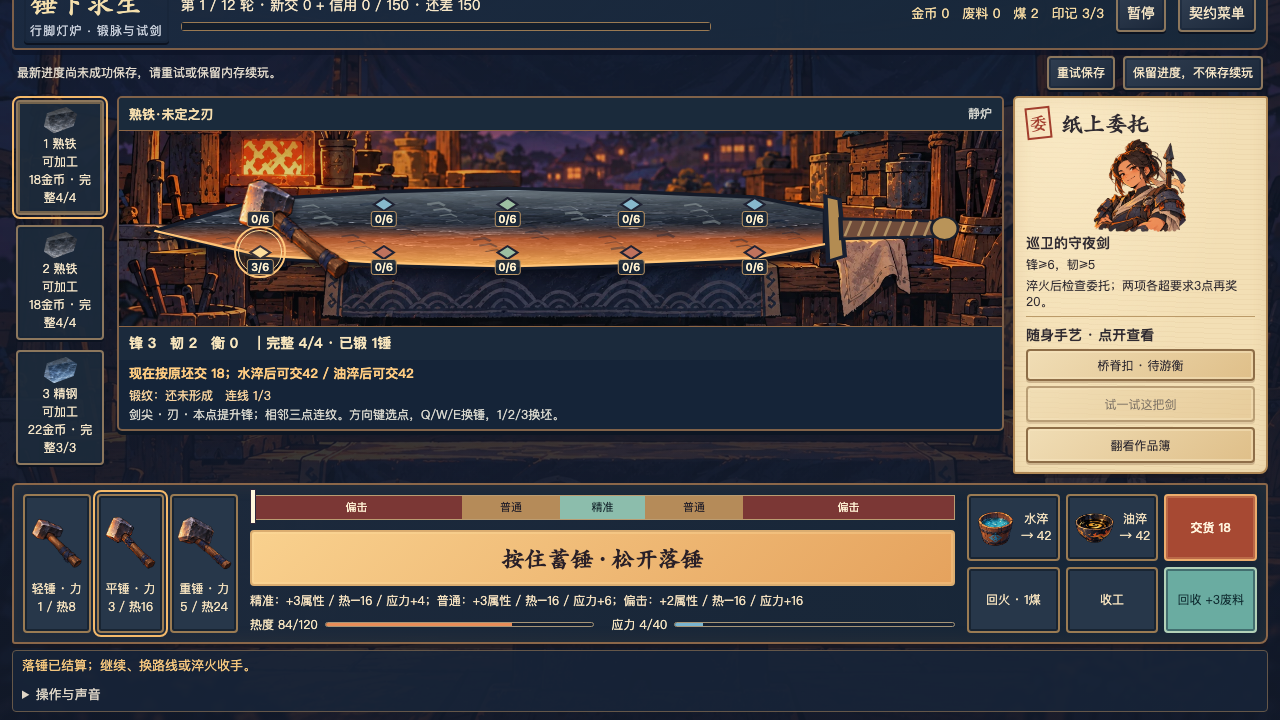 锤下求生
行脚灯炉 · 锻脉与试剑
第 1 / 12 轮 · 新交 0 + 信用 0 / 150 · 还差 150
金币 0 废料 0 煤 2 印记 3/3
暂停
契约菜单
最新进度尚未成功保存，请重试或保留内存续玩。
重试保存
保留进度，不保存续玩
1 熟铁
可加工
18金币 · 完
整4/4
2 熟铁
可加工
18金币 · 完
整4/4
3 精钢
可加工
22金币 · 完
整3/3
熟铁·未定之刃
静炉
0/6
0/6
0/6
0/6
0/6
3/6
0/6
0/6
0/6
0/6
锋 3 韧 2 衡 0 | 完整 4/4 · 已锻 1锤
现在按原坯交 18；水淬后可交42 / 油淬后可交42
锻纹：还未形成 连线 1/3
剑尖 · 刃 · 本点提升锋；相邻三点连纹。方向键选点，Q/W/E换锤，1/2/3换坯。
委
纸上委托
巡卫的守夜剑
锋≥6，韧≥5
淬火后检查委托；两项各超要求3点再奖
20。
随身手艺 · 点开查看
桥脊扣 · 待游衡
试一试这把剑
翻看作品簿
轻锤 · 力
1 / 热8
平锤 · 力
3 / 热16
重锤 · 力
5 / 热24
偏击
普通
精准
普通
偏击
按住蓄锤 · 松开落锤
精准：+3属性 / 热−16 / 应力+4；普通：+3属性 / 热−16 / 应力+6；偏击：+2属性 / 热−16 / 应力+16
热度 84/120
应力 4/40
水淬
→ 42
油淬
→ 42
交货 18
回火 · 1煤
收工
回收 +3废料
落锤已结算；继续、换路线或淬火收手。
▶ 操作与声音